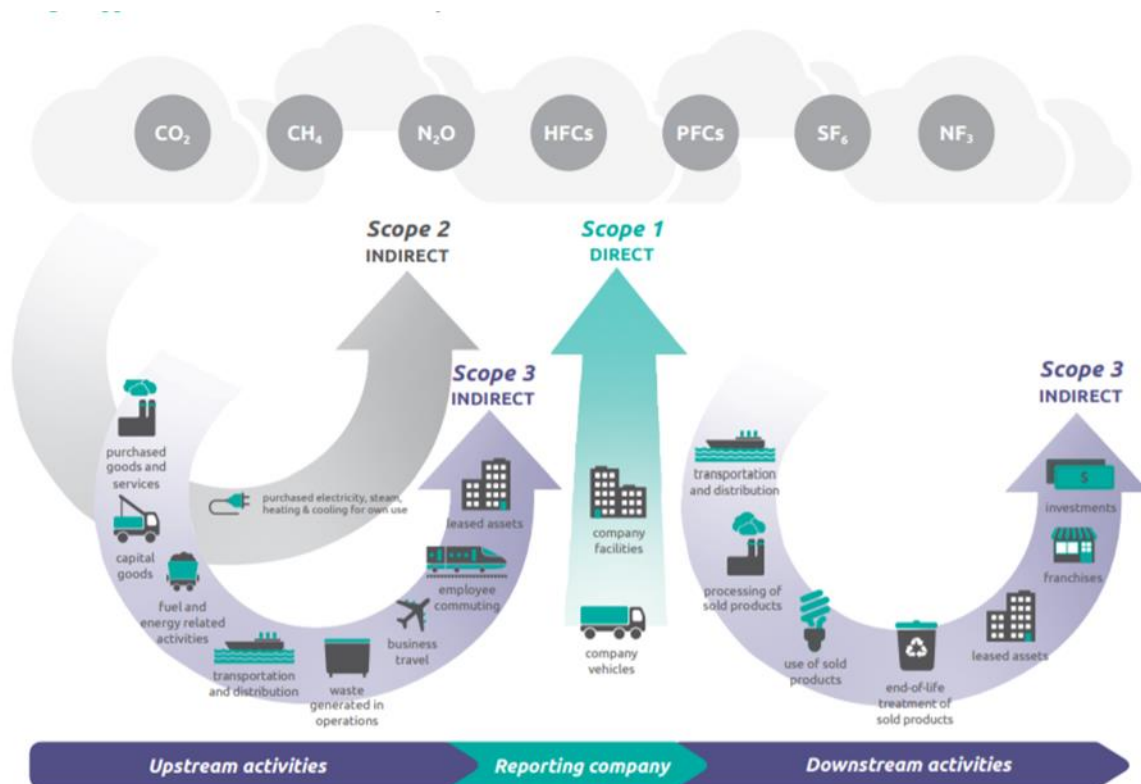 CO₂
CH₄
N₂O
HFCs
PFCs
SF₆
NF₃
Scope 2
INDIRECT
Scope 1
DIRECT
Scope 3
INDIRECT
Scope 3
INDIRECT
purchased
goods and
services
capital
goods
fuel and
energy related
activities
purchased electricity, steam,
heating & cooling for own use
transportation
and distribution
waste
generated in
operations
business
travel
employee
commuting
leased assets
company
facilities
company
vehicles
transportation
and distribution
processing of
sold products
use of sold
products
end-of-life
treatment of
sold products
leased assets
franchises
$
investments
Upstream activities
Reporting company
Downstream activities